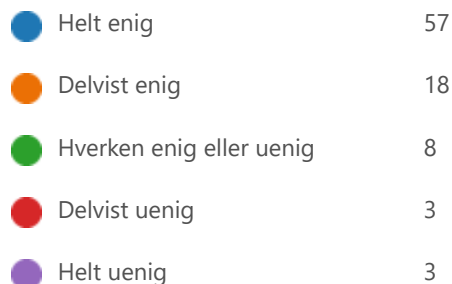 Helt enig 57
Delvist enig 18
Hverken enig eller uenig 8
Delvist uenig 3
Helt uenig 3